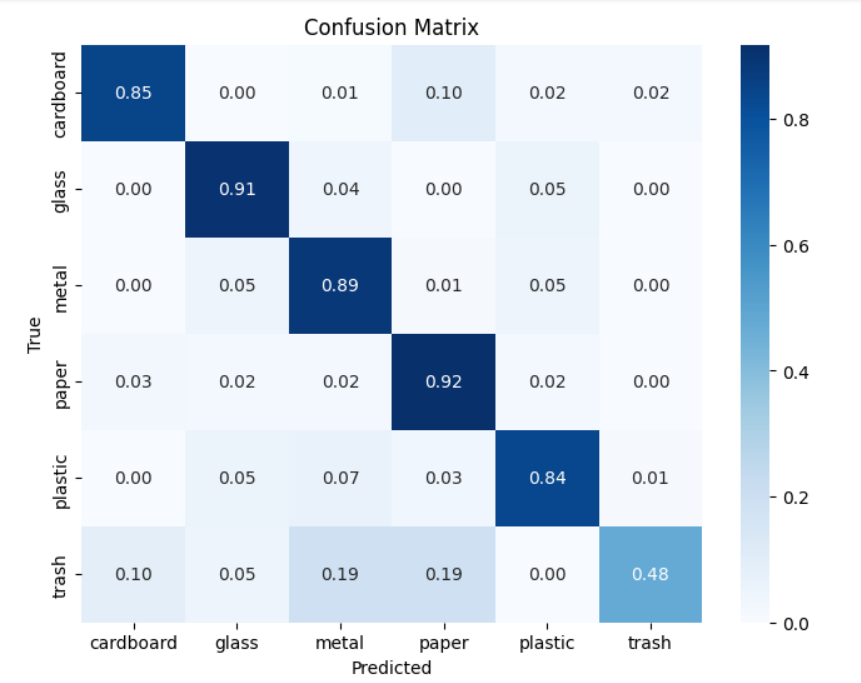 Confusion Matrix
cardboard 0.85 0.00 0.01 0.10 0.02 0.02
glass 0.00 0.91 0.04 0.00 0.05 0.00
metal 0.00 0.05 0.89 0.01 0.05 0.00
paper 0.03 0.02 0.02 0.92 0.02 0.00
plastic 0.00 0.05 0.07 0.03 0.84 0.01
trash 0.10 0.05 0.19 0.19 0.00 0.48
True
cardboard glass metal paper plastic trash
Predicted
0.8
0.6
0.4
0.2
0.0